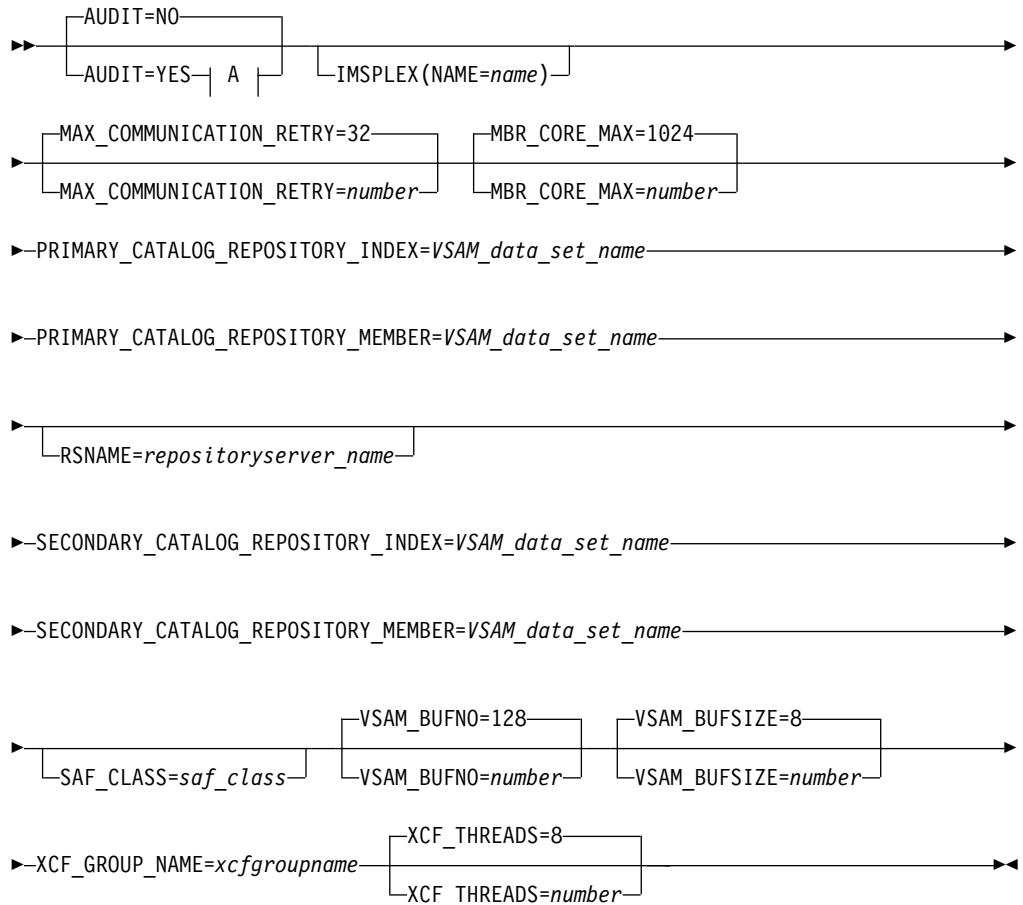 AUDIT=NO
AUDIT=YES A IMSPLEX(NAME=name)
MAX_COMMUNICATION_RETRY=32 MBR_CORE_MAX=1024
MAX_COMMUNICATION_RETRY=number MBR_CORE_MAX=number
PRIMARY_CATALOG_REPOSITORY_INDEX=VSAM_data_set_name
PRIMARY_CATALOG_REPOSITORY_MEMBER=VSAM_data_set_name
RSNAME=repositoryserver_name
SECONDARY_CATALOG_REPOSITORY_INDEX=VSAM_data_set_name
SECONDARY_CATALOG_REPOSITORY_MEMBER=VSAM_data_set_name
VSAM_BUFNO=128 VSAM_BUFSIZE=8
SAF_CLASS=saf_class VSAM_BUFNO=number VSAM_BUFSIZE=number
XCF_THREADS=8
XCF_GROUP_NAME=xcfgroupname
XCF THREADS=number